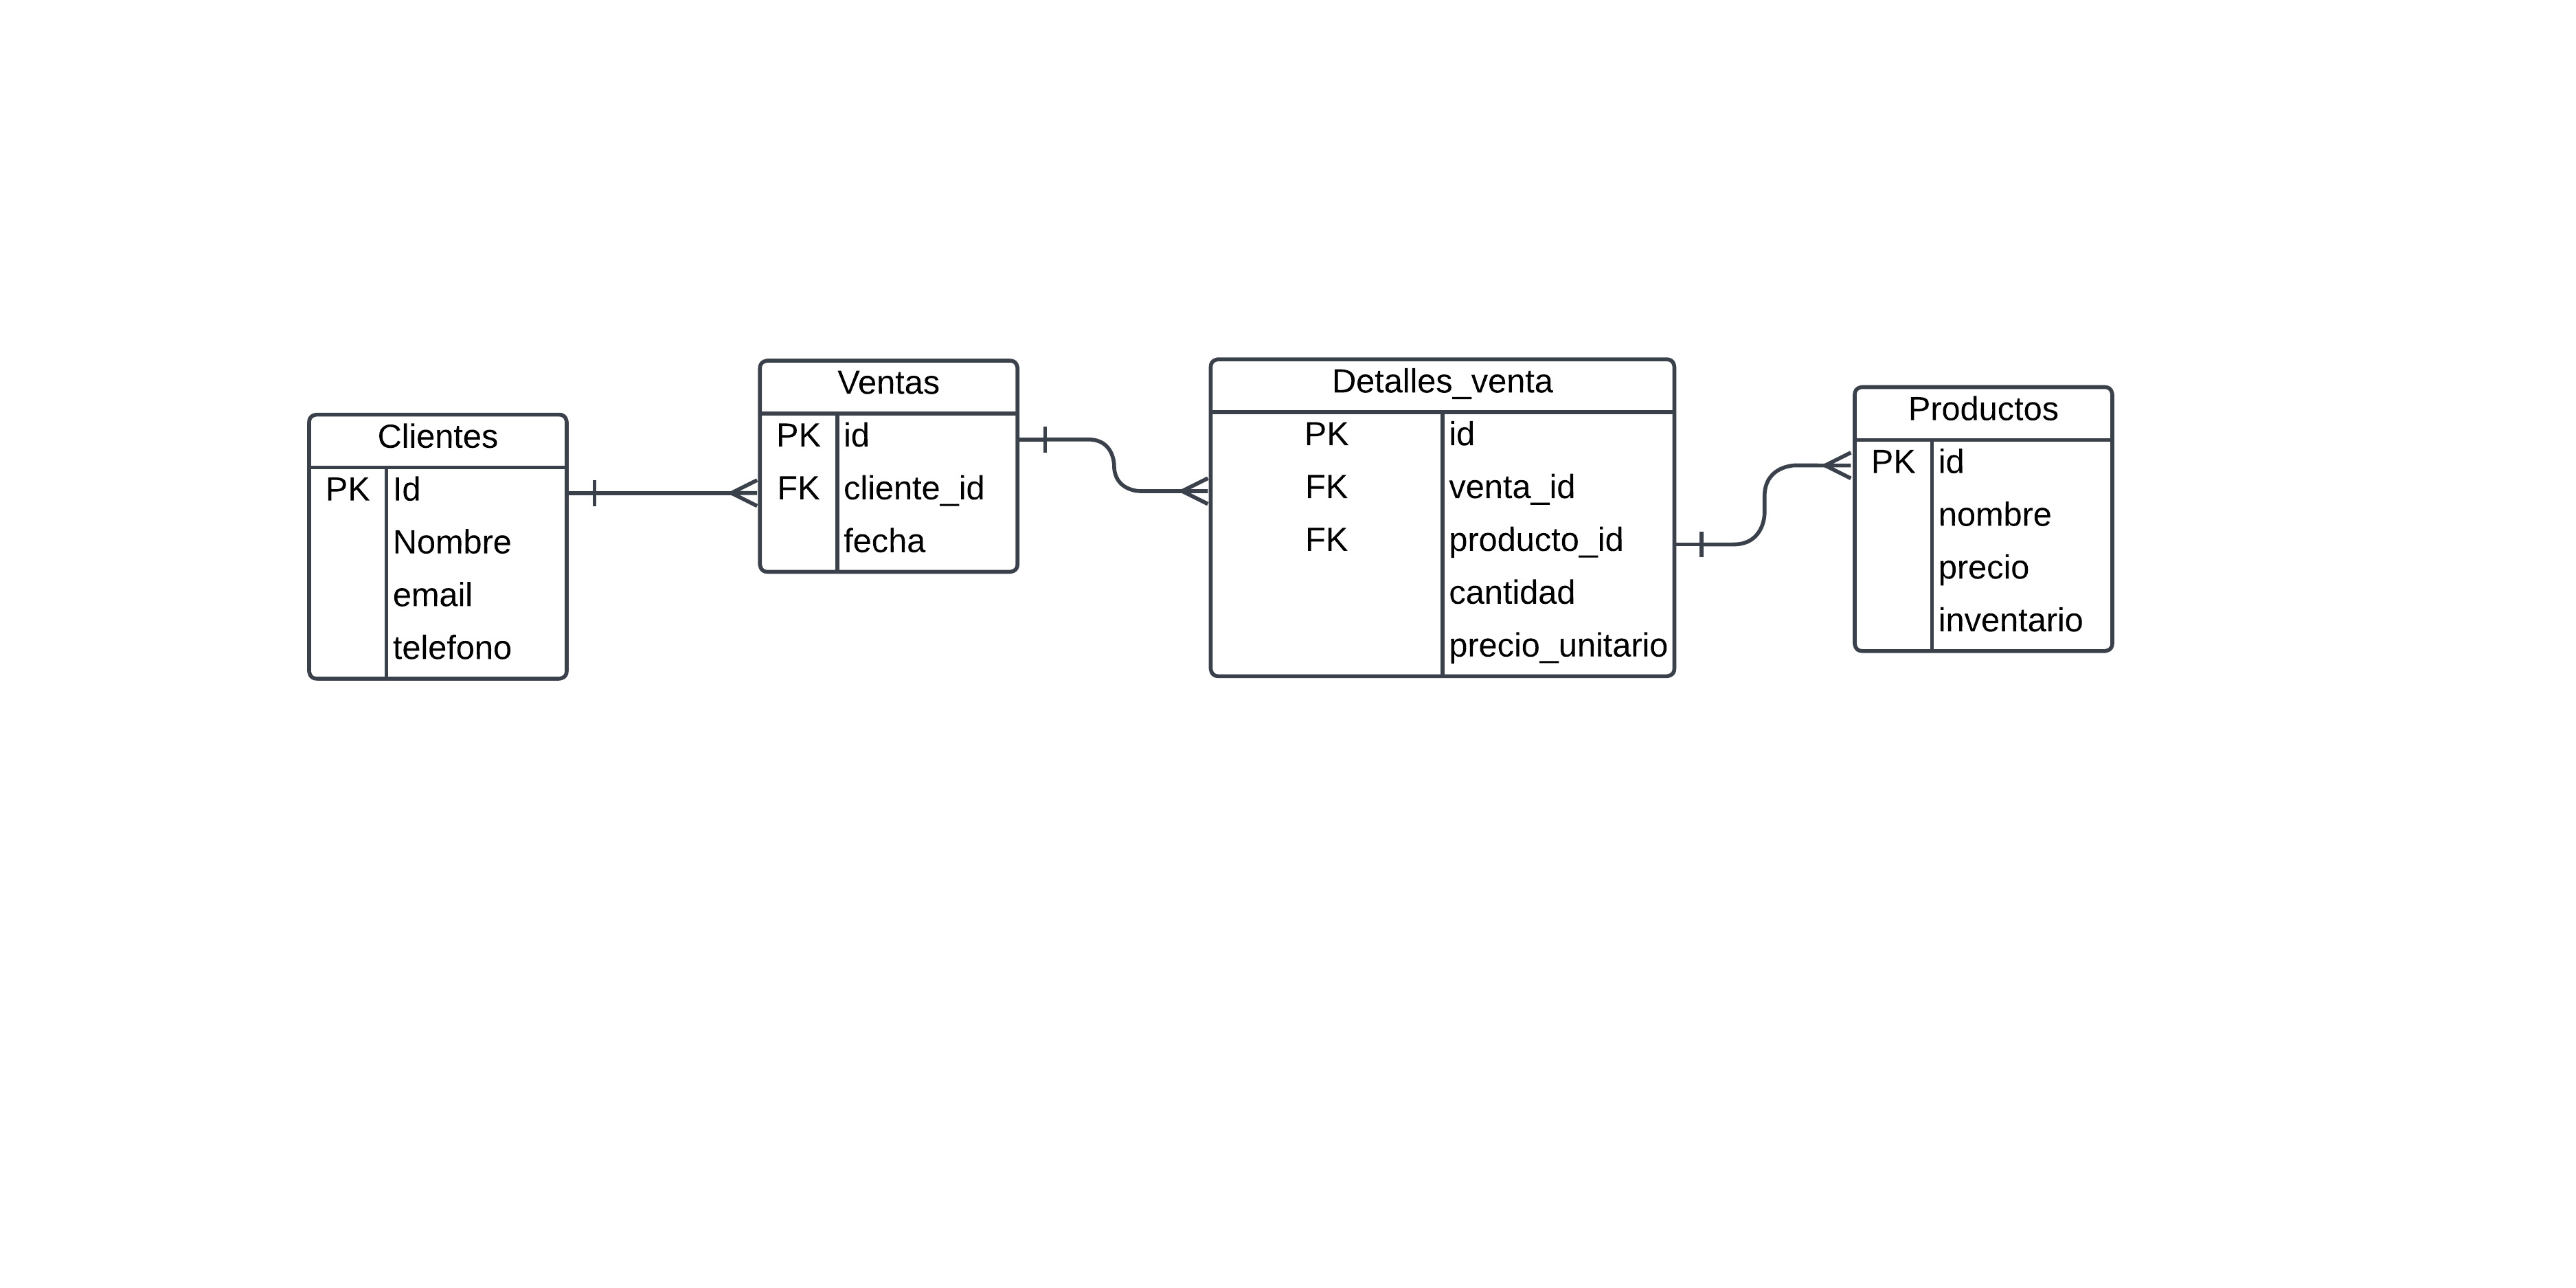 Clientes
PK Id
Nombre
email
telefono
Ventas
PK id
FK cliente_id
fecha
Detalles_venta
PK id
FK venta_id
FK producto_id
cantidad
precio_unitario
Productos
PK id
nombre
precio
inventario